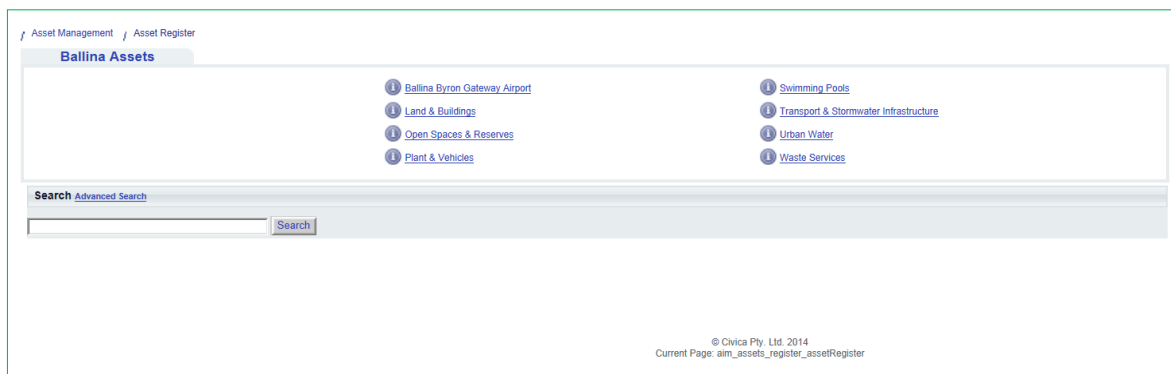 Asset Management / Asset Register
Ballina Assets
Ballina Byron Gateway Airport
Land & Buildings
Open Spaces & Reserves
Plant & Vehicles
Swimming Pools
Transport & Stormwater Infrastructure
Urban Water
Waste Services
Search Advanced Search
Search
© Civica Pty. Ltd. 2014
Current Page: aim_assets_register_assetRegister